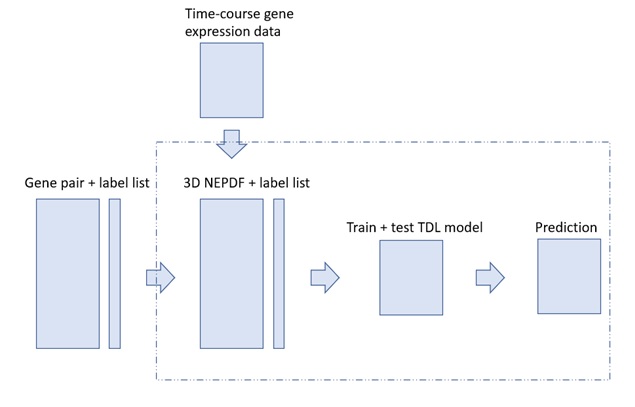 Time-course gene
expression data
Gene pair + label list
3D NEPDF + label list
Train + test TDL model
Prediction